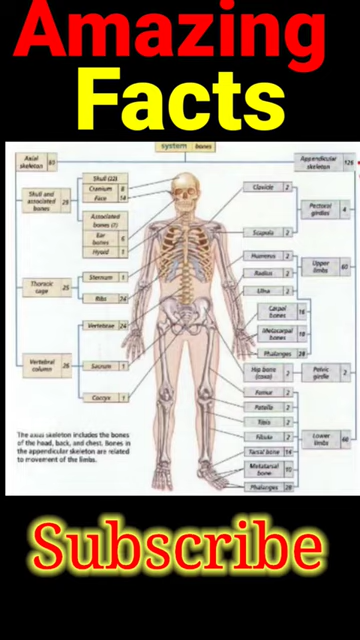 Amazing
Facts
system bones
Axial skeleton 80
Appendicular skeleton 126
Skull and associated bones 29
Skull (22)
Cranium 8
Face 14
Associated bones (7)
Ear bones 6
Hyoid 1
Thoracic cage 25
Sternum 1
Ribs 24
Vertebral column 26
Vertebrae 24
Sacrum 1
Coccyx 1
Clavicle 2
Scapula 2
Pectoral girdles 4
Humerus 2
Radius 2
Ulna 2
Carpal bones 16
Metacarpal bones 10
Phalanges 28
Upper limbs 60
Hip bone (coxa) 2
Pelvic girdle 2
Femur 2
Patella 2
Tibia 2
Fibula 2
Tarsal bone 14
Metatarsal bone 10
Phalanges 28
Lower limbs 60
The axial skeleton includes the bones
of the head, back, and chest. Bones in
the appendicular skeleton are related
to movement of the limbs.
Subscribe